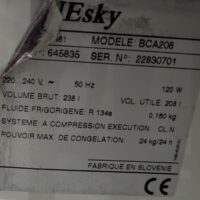 Esky
MODELE: BCA208
645835 SER. N°: 22830701
220...240 V. ~ 50 Hz 120 W
VOLUME BRUT: 238 l VOL. UTILE: 208 l
FLUIDE FRIGORIGENE: R 134a 0,160 kg
SYSTEME: A COMPRESSION EXECUTION: CL N
POUVOIR MAX. DE CONGELATION 24 kg/24 h
FABRIQUE EN SLOVENIE
CE